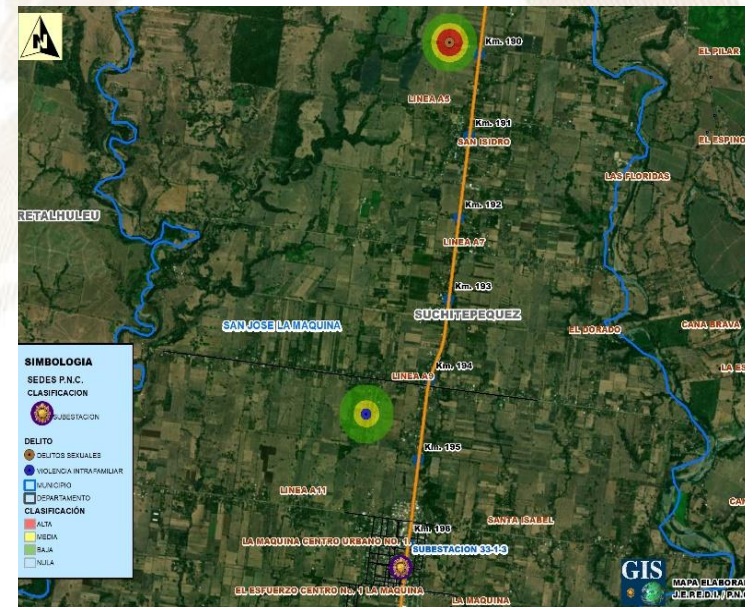 N
Km. 190
EL PILAR
LINEA A5
Km. 191
SAN ISIDRO
EL ESPINO
LAS FLORIDAS
Km. 192
RETALHULEU
LINEA A7
Km. 193
SUCHITEPEQUEZ
SAN JOSE LA MAQUINA
EL DORADO
CANA BRAVA
Km. 194
LINEA A9
Km. 195
LINEA A11
SANTA ISABEL
Km. 196
LA MAQUINA CENTRO URBANO NO. 1
SUBESTACION 33-1-3
EL ESFUERZO CENTRO No. 1 LA MAQUINA
LA MAQUINA
SIMBOLOGIA
SEDES P.N.C.
CLASIFICACION
SUBESTACION
DELITO
DELITOS SEXUALES
VIOLENCIA INTRAFAMILIAR
MUNICIPIO
DEPARTAMENTO
CLASIFICACIÓN
ALTA
MEDIA
BAJA
NULA
GIS
MAPA ELABORA
J.E.R.E.D.I. / P.N.